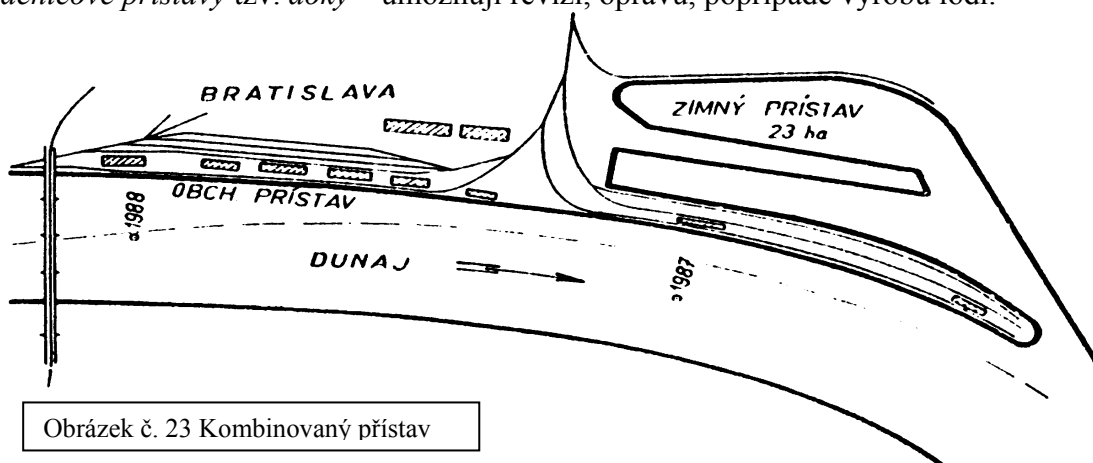 přístavy tzv. doky – umožňují revizi, opravu, popřípadě výrobu lodí.
BRATISLAVA
ZIMNÝ PRÍSTAV
23 ha
OBCH PRÍSTAV
1988
DUNAJ
1987
Obrázek č. 23 Kombinovaný přístav